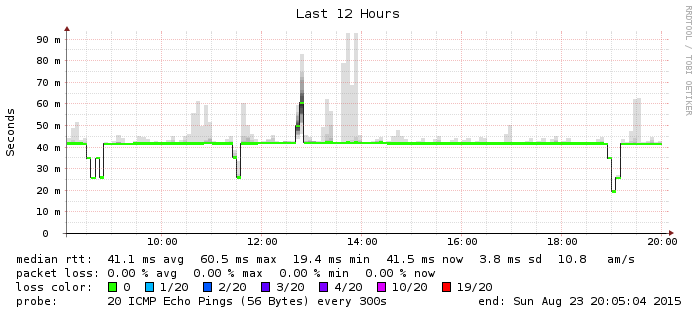 Last 12 Hours
RRDTOOL / TOBI OETIKER
Seconds
90 m
80 m
70 m
60 m
50 m
40 m
30 m
20 m
10 m
0
10:00 12:00 14:00 16:00 18:00 20:00
median rtt: 41.1 ms avg 60.5 ms max 19.4 ms min 41.5 ms now 3.8 ms sd 10.8 am/s
packet loss: 0.00 % avg 0.00 % max 0.00 % min 0.00 % now
loss color: 0 1/20 2/20 3/20 4/20 10/20 19/20
probe: 20 ICMP Echo Pings (56 Bytes) every 300s end: Sun Aug 23 20:05:04 2015